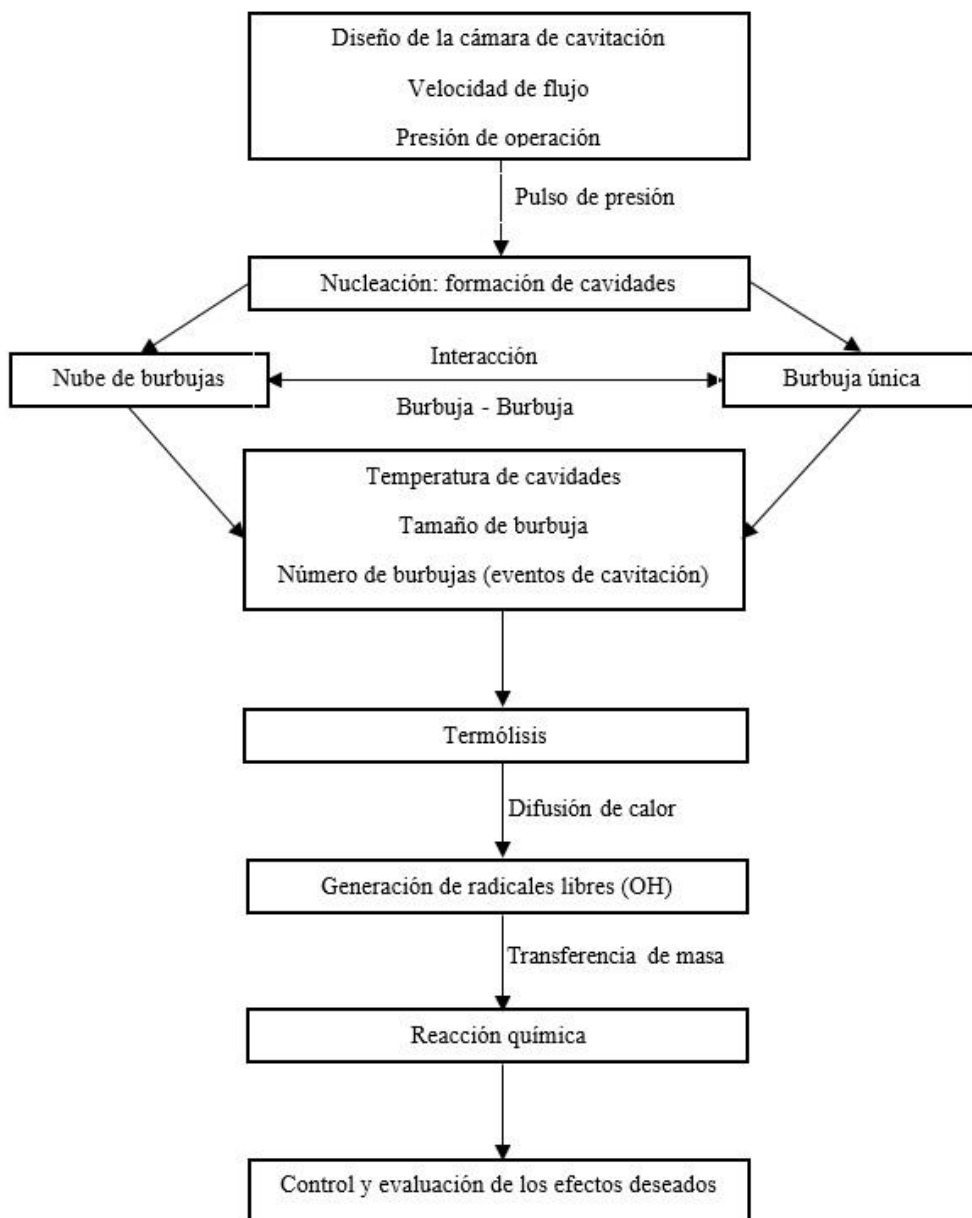 Diseño de la cámara de cavitación
Velocidad de flujo
Presión de operación
Pulso de presión
Nucleación: formación de cavidades
Nube de burbujas
Interacción
Burbuja - Burbuja
Burbuja única
Temperatura de cavidades
Tamaño de burbuja
Número de burbujas (eventos de cavitación)
Termólisis
Difusión de calor
Generación de radicales libres (OH)
Transferencia de masa
Reacción química
Control y evaluación de los efectos deseados